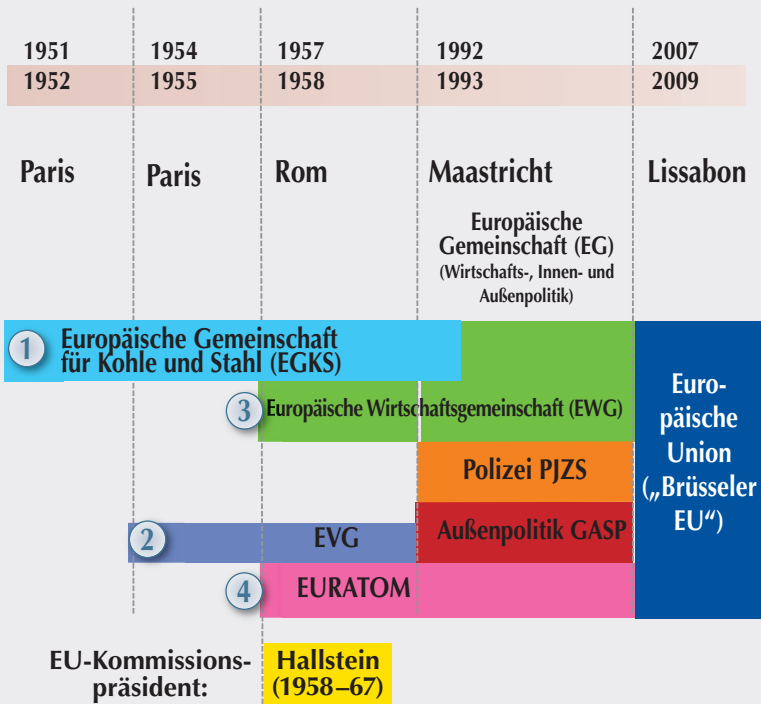 1951 1954 1957 1992 2007
1952 1955 1958 1993 2009
Paris Paris Rom Maastricht Lissabon
Europäische
Gemeinschaft (EG)
(Wirtschafts-, Innen- und
Außenpolitik)
1 Europäische Gemeinschaft
für Kohle und Stahl (EGKS)
3 Europäische Wirtschaftsgemeinschaft (EWG)
Polizei PJZS
2 EVG Außenpolitik GASP
4 EURATOM
Euro-
päische
Union
(„Brüsseler
EU“)
EU-Kommissions-
präsident:
Hallstein
(1958–67)